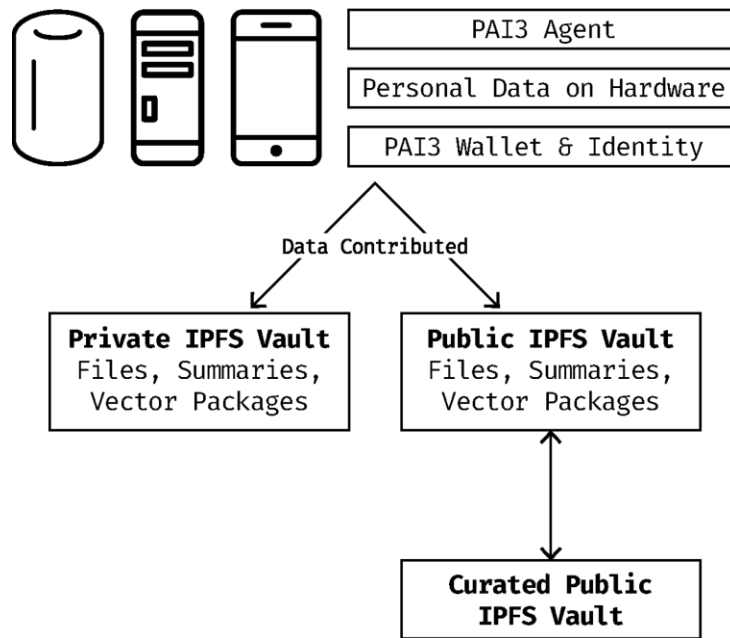 PAI3 Agent
Personal Data on Hardware
PAI3 Wallet & Identity
Data Contributed
Private IPFS Vault
Files, Summaries,
Vector Packages
Public IPFS Vault
Files, Summaries,
Vector Packages
Curated Public
IPFS Vault